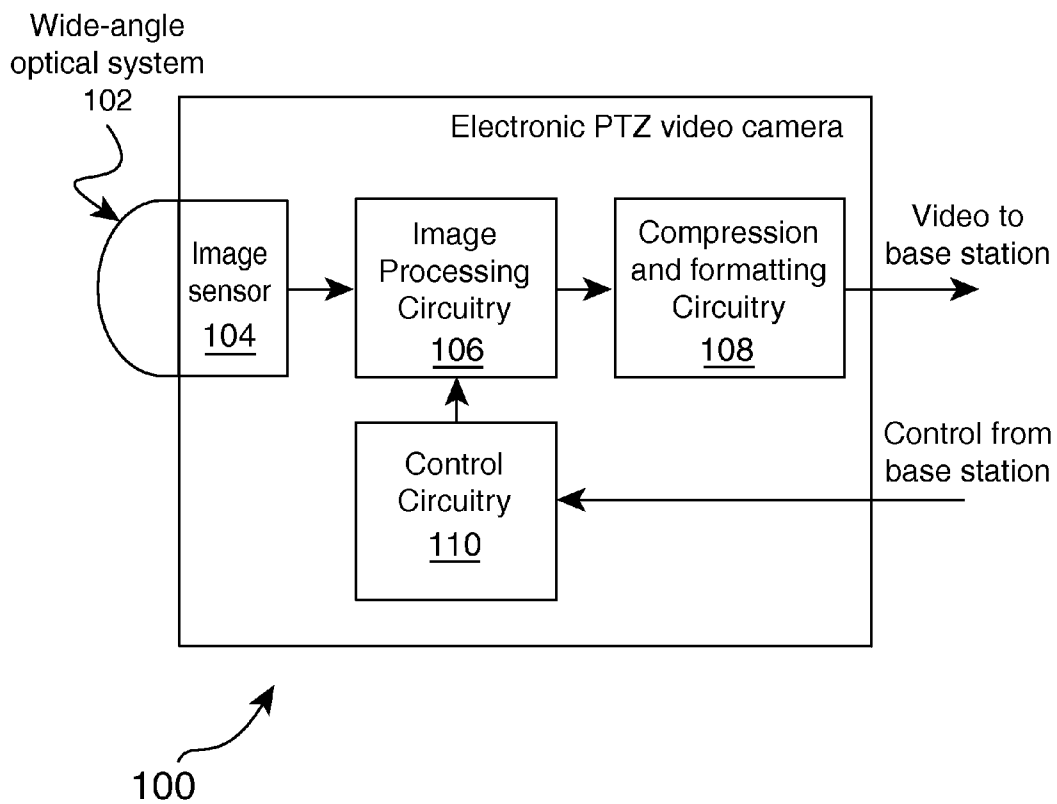 Wide-angle
optical system
102
Electronic PTZ video camera
Image
sensor
104
Image
Processing
Circuitry
106
Compression
and formatting
Circuitry
108
Video to
base station
Control
Circuitry
110
Control from
base station
100